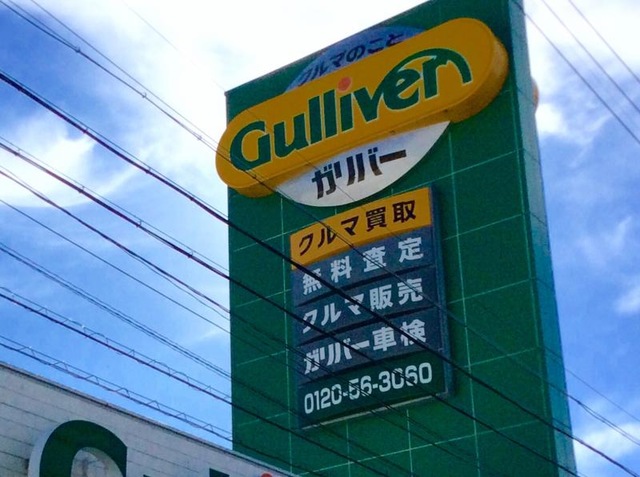 クルマのこと
Gulliver
ガリバー
クルマ買取
無料査定
クルマ販売
ガリバー車検
0120-56-3060